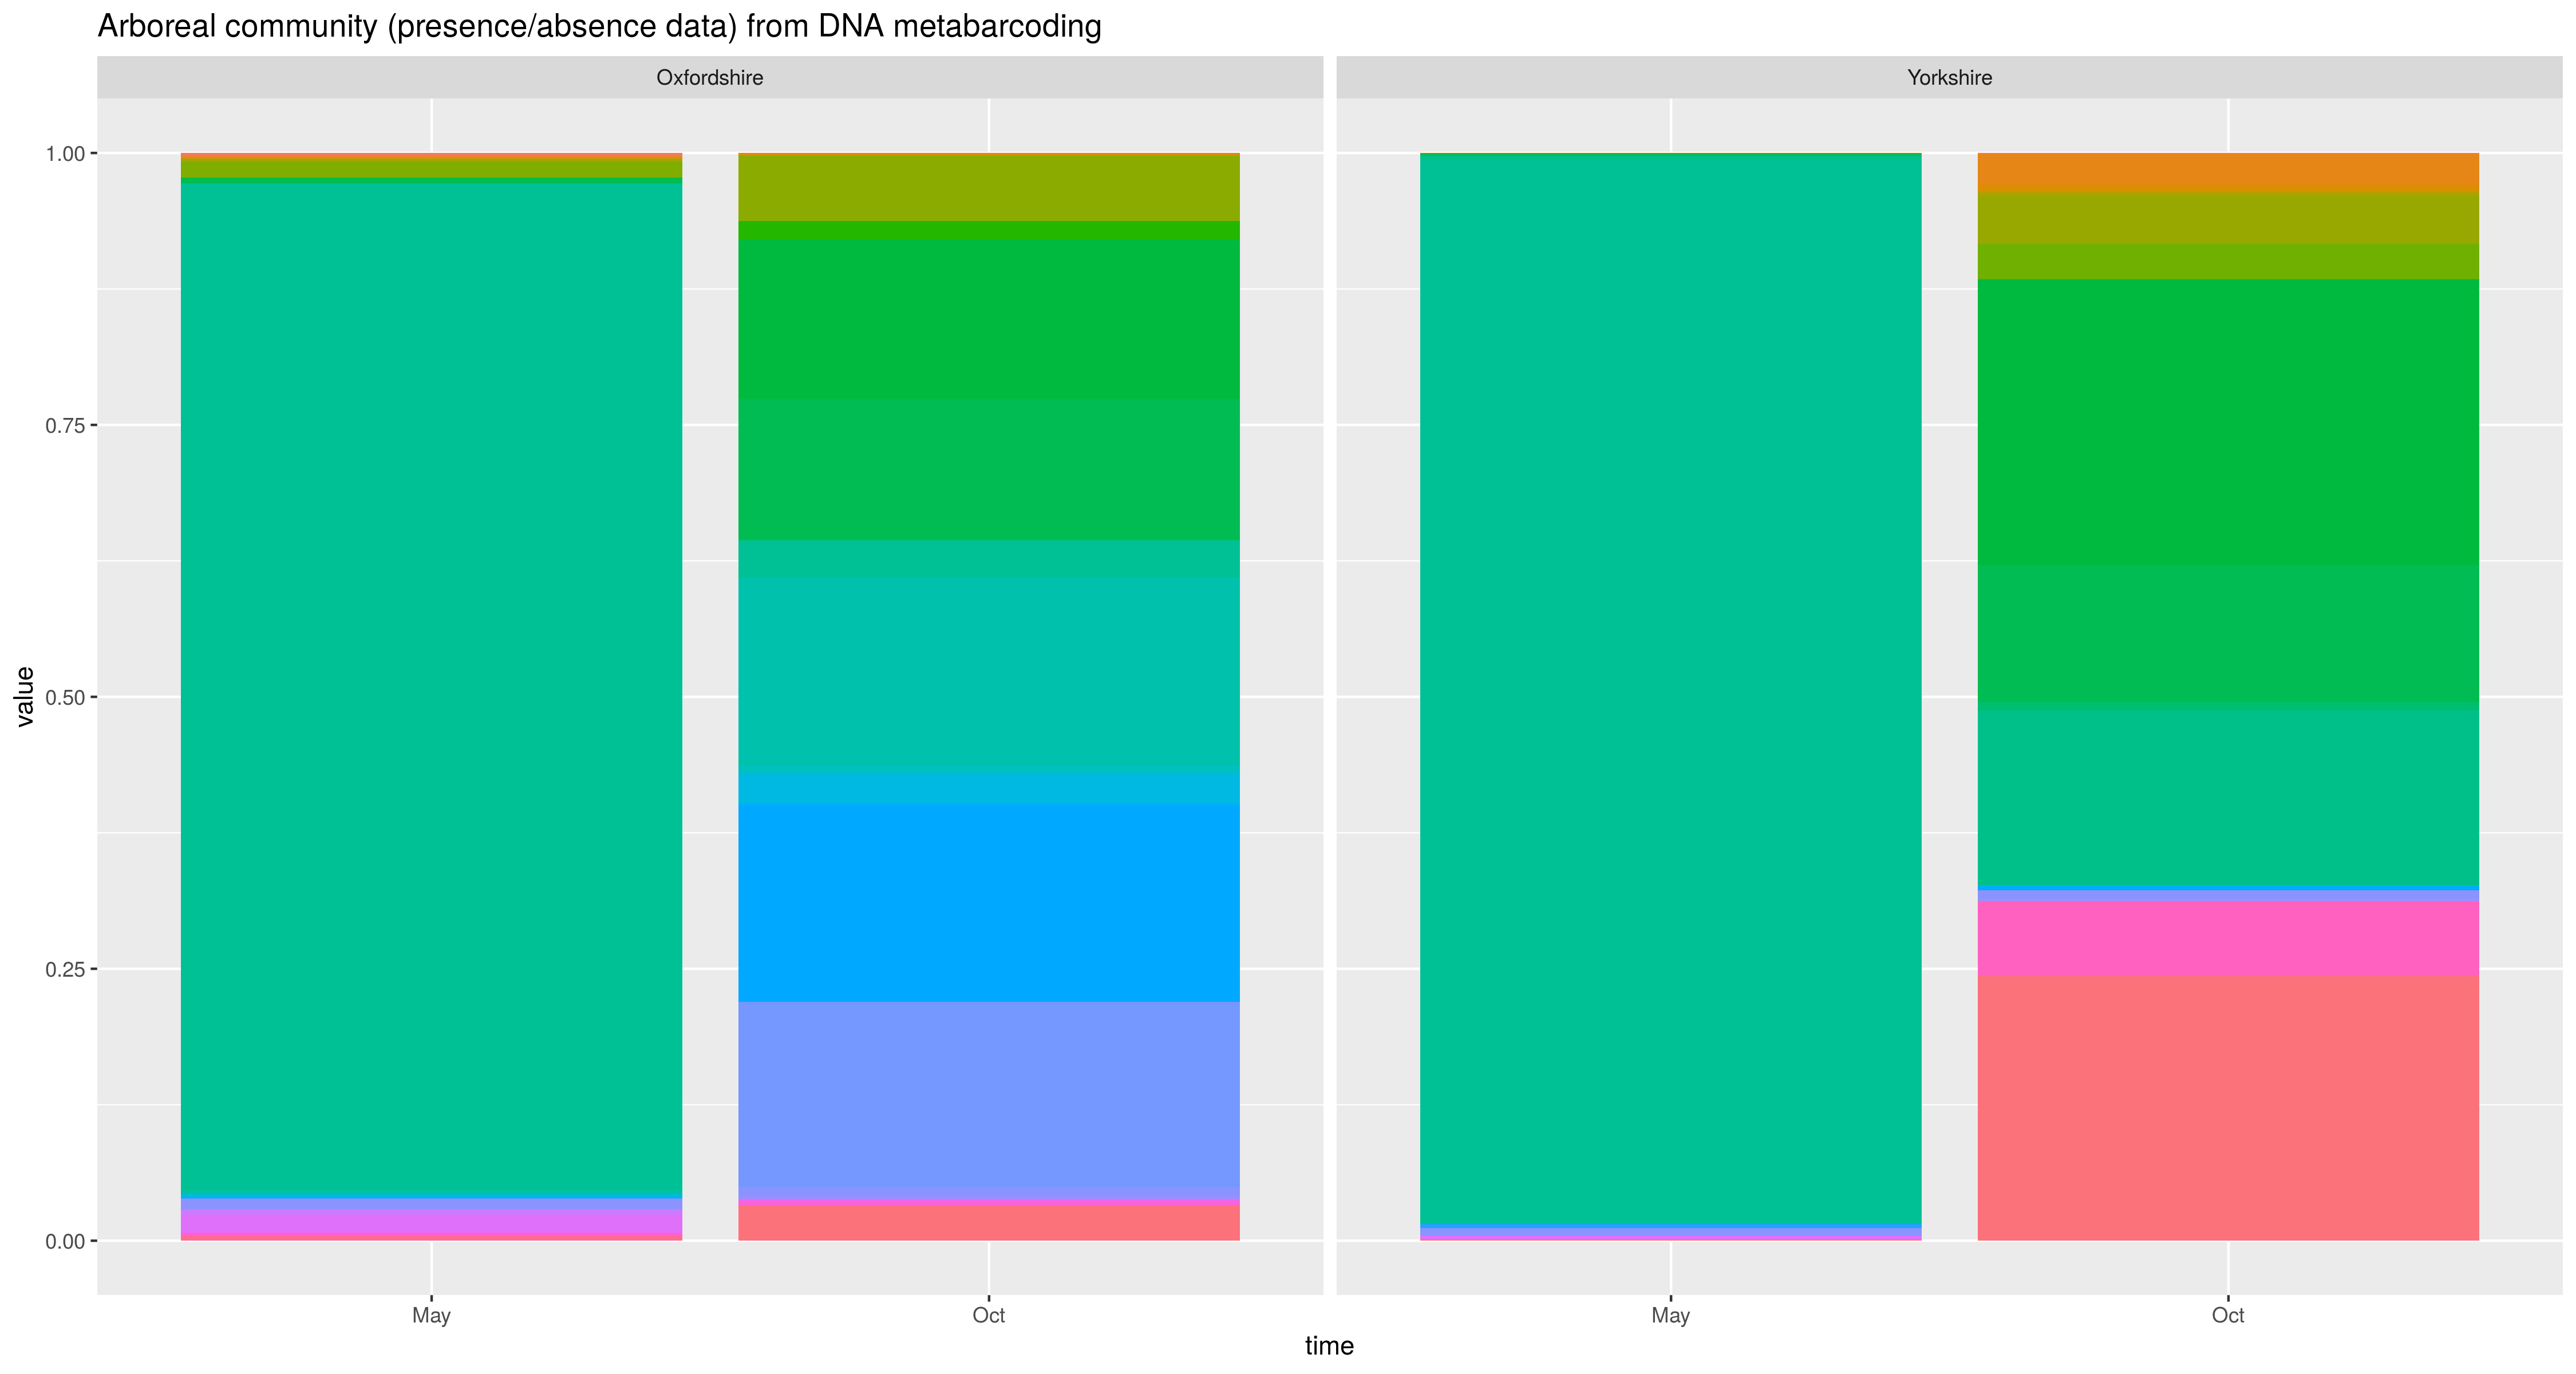 Arboreal community (presence/absence data) from DNA metabarcoding
Oxfordshire
Yorkshire
1.00
0.75
0.50
0.25
0.00
value
May
Oct
May
Oct
time